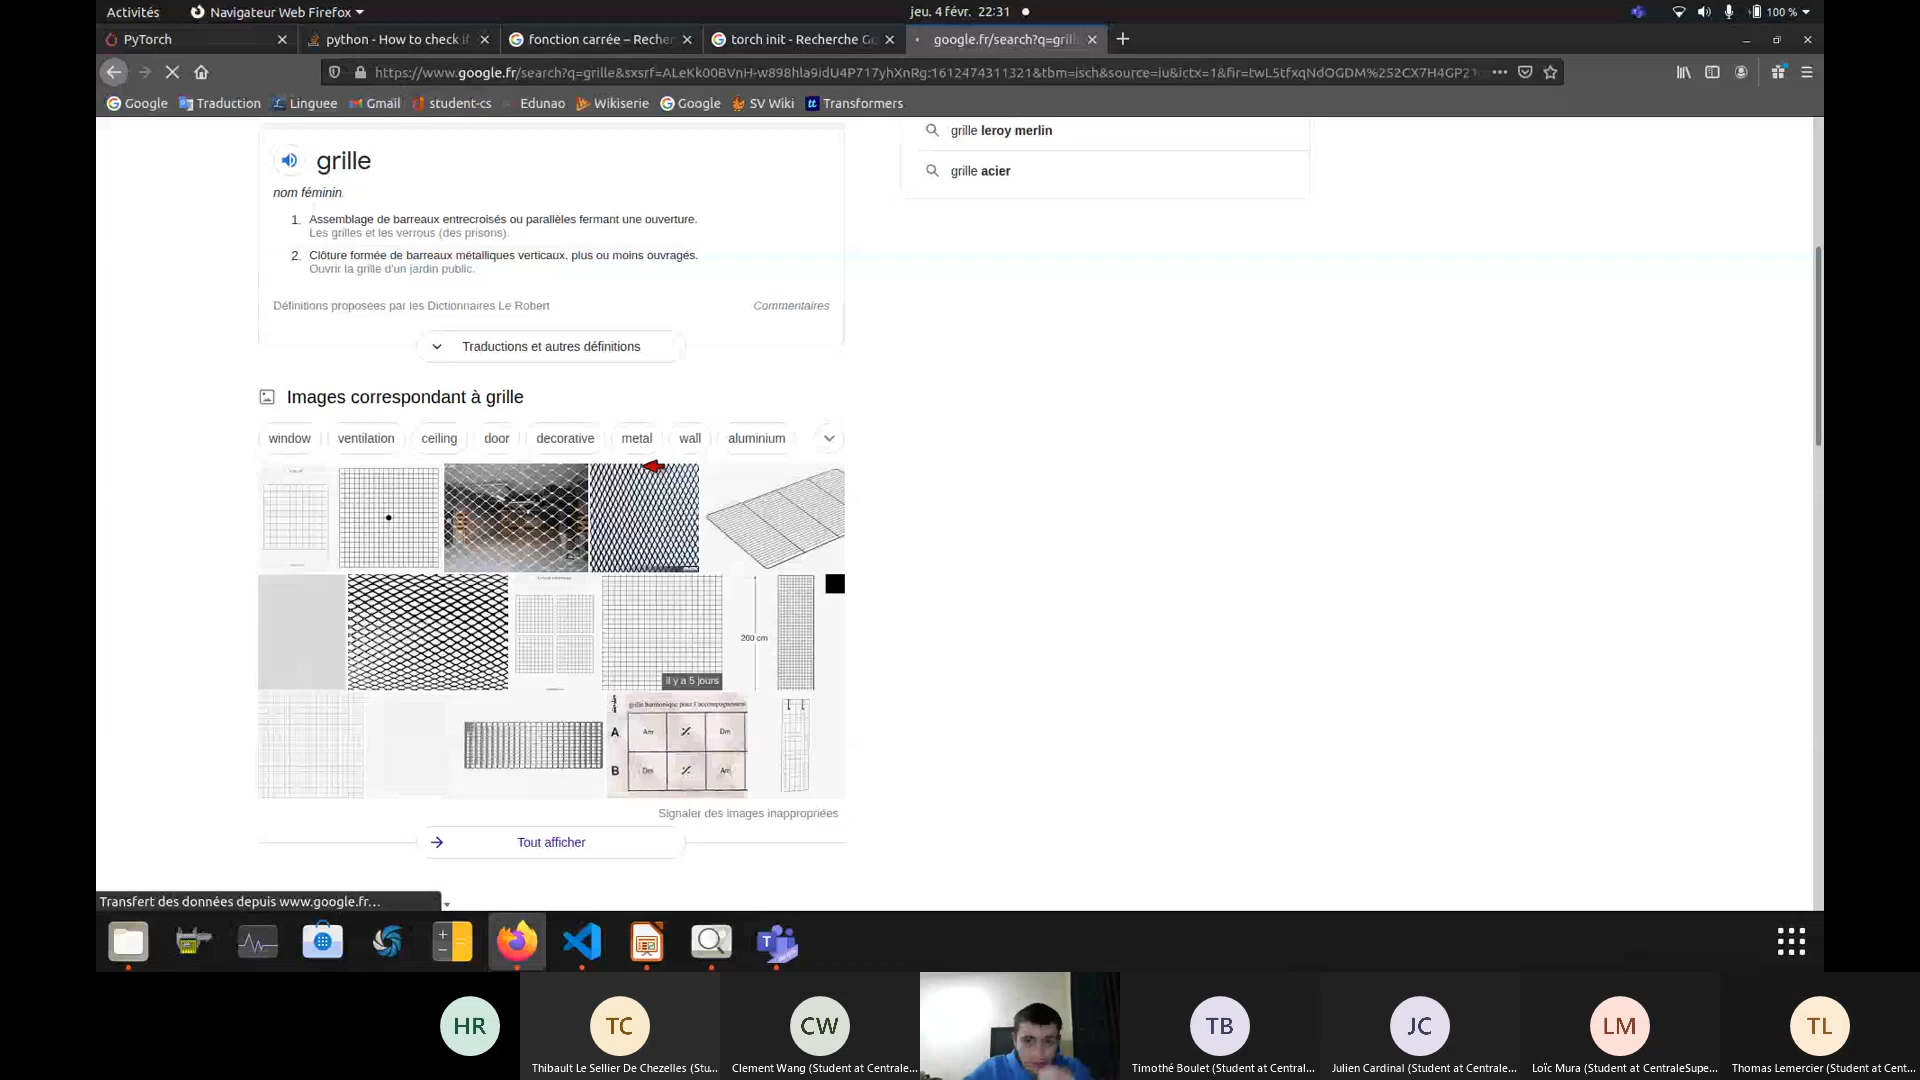 Activités
Navigateur Web Firefox
jeu. 4 févr. 22:31
100 %
PyTorch
python - How to check if
fonction carrée – Recher
torch init - Recherche Go
google.fr/search?q=grill
https://www.google.fr/search?q=grille&sxsrf=ALeKk00BVnH-w898hla9idU4P717yhXnRg:1612474311321&tbm=isch&source=iu&ictx=1&fir=twL5tfxqNdOGDM%252CX7H4GP21
Google
Traduction
Linguee
Gmail
student-cs
Edunao
Wikiserie
Google
SV Wiki
Transformers
grille leroy merlin
grille acier
grille
nom féminin
1. Assemblage de barreaux entrecroisés ou parallèles fermant une ouverture.
Les grilles et les verrous (des prisons).
2. Clôture formée de barreaux métalliques verticaux, plus ou moins ouvragés.
Ouvrir la grille d'un jardin public.
Définitions proposées par les Dictionnaires Le Robert
Commentaires
Traductions et autres définitions
Images correspondant à grille
window
ventilation
ceiling
door
decorative
metal
wall
aluminium
200 cm
il y a 5 jours
grille harmonique pour l'accompagnement
A
Am
Dm
B
Dm
Am
Signaler des images inappropriées
Tout afficher
Transfert des données depuis www.google.fr…
HR
TC
CW
TB
JC
LM
TL
Thibault Le Sellier De Chezelles (Stu...
Clement Wang (Student at Centrale...
Timothé Boulet (Student at Central...
Julien Cardinal (Student at Centrale...
Loïc Mura (Student at CentraleSupe...
Thomas Lemercier (Student at Cent...